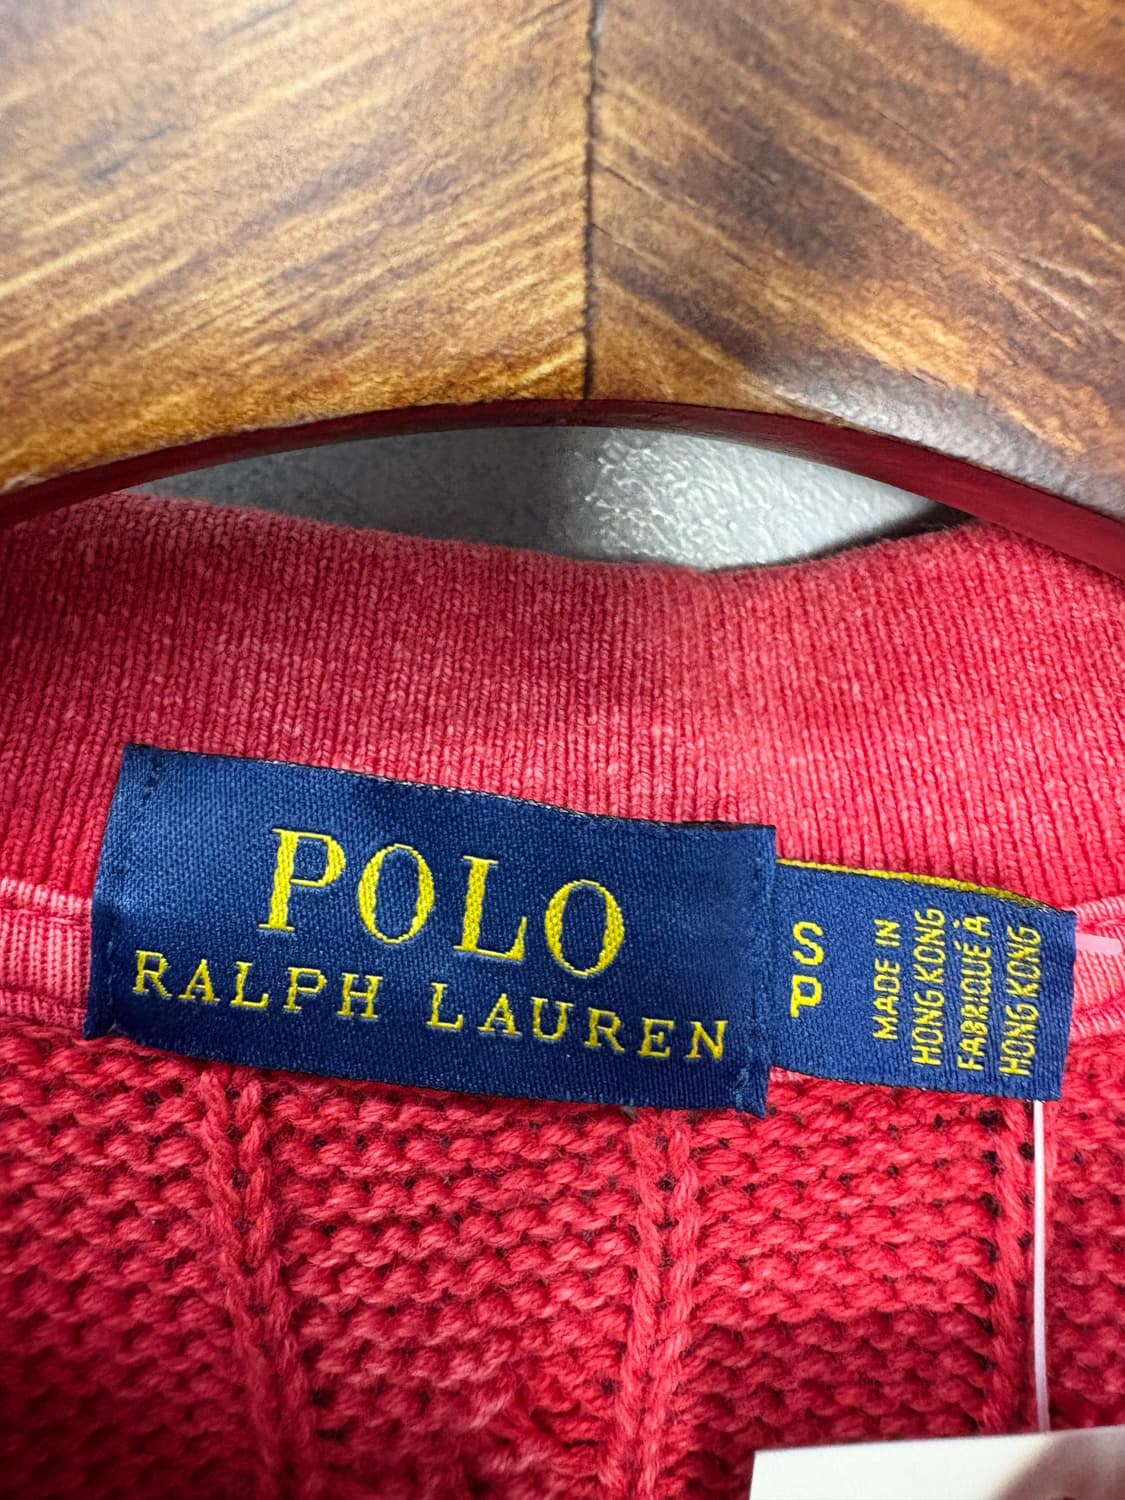 POLO
RALPH LAUREN
S
P
MADE IN
HONG KONG
FABRIQUÉ À
HONG KONG